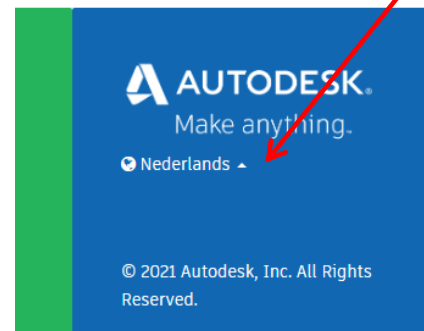 AUTODESK.
Make anything.
Nederlands
© 2021 Autodesk, Inc. All Rights
Reserved.